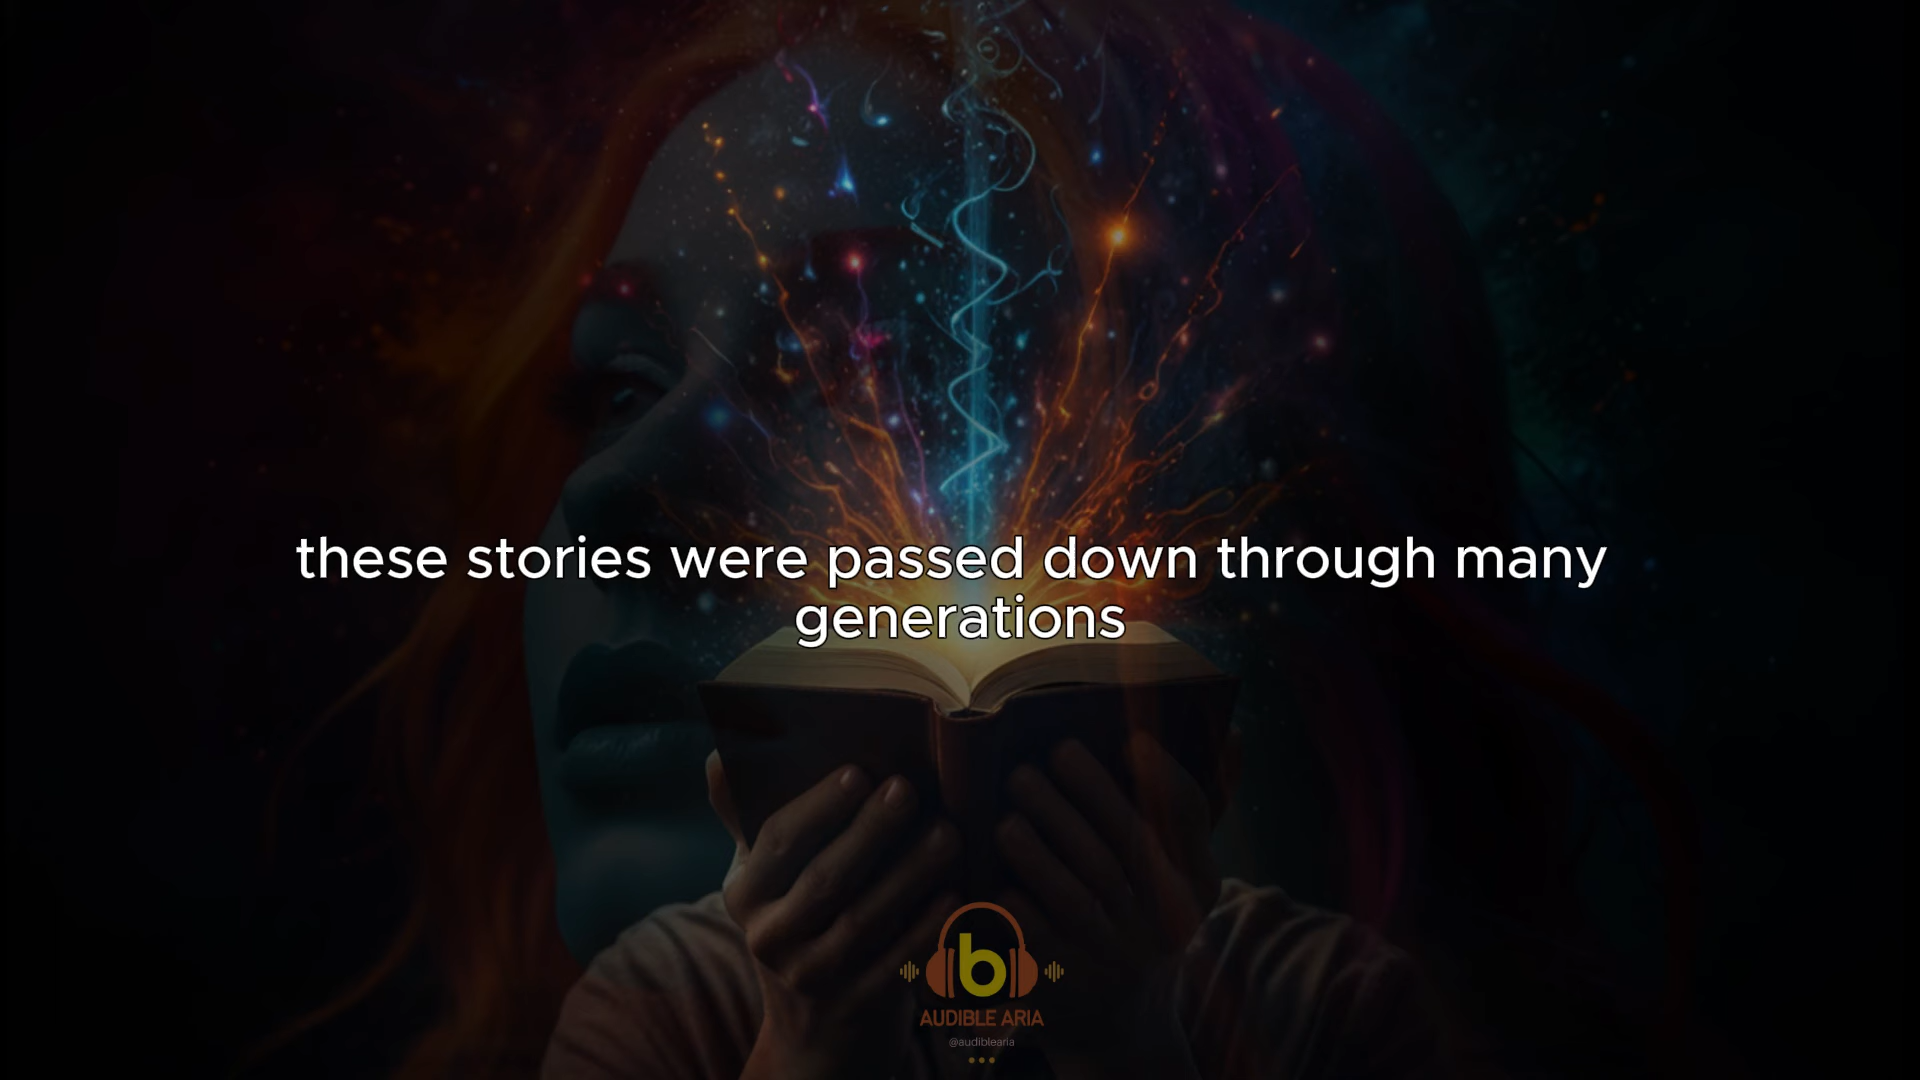 these stories were passed down through many
generations
b
AUDIBLE ARIA
@audiblearia